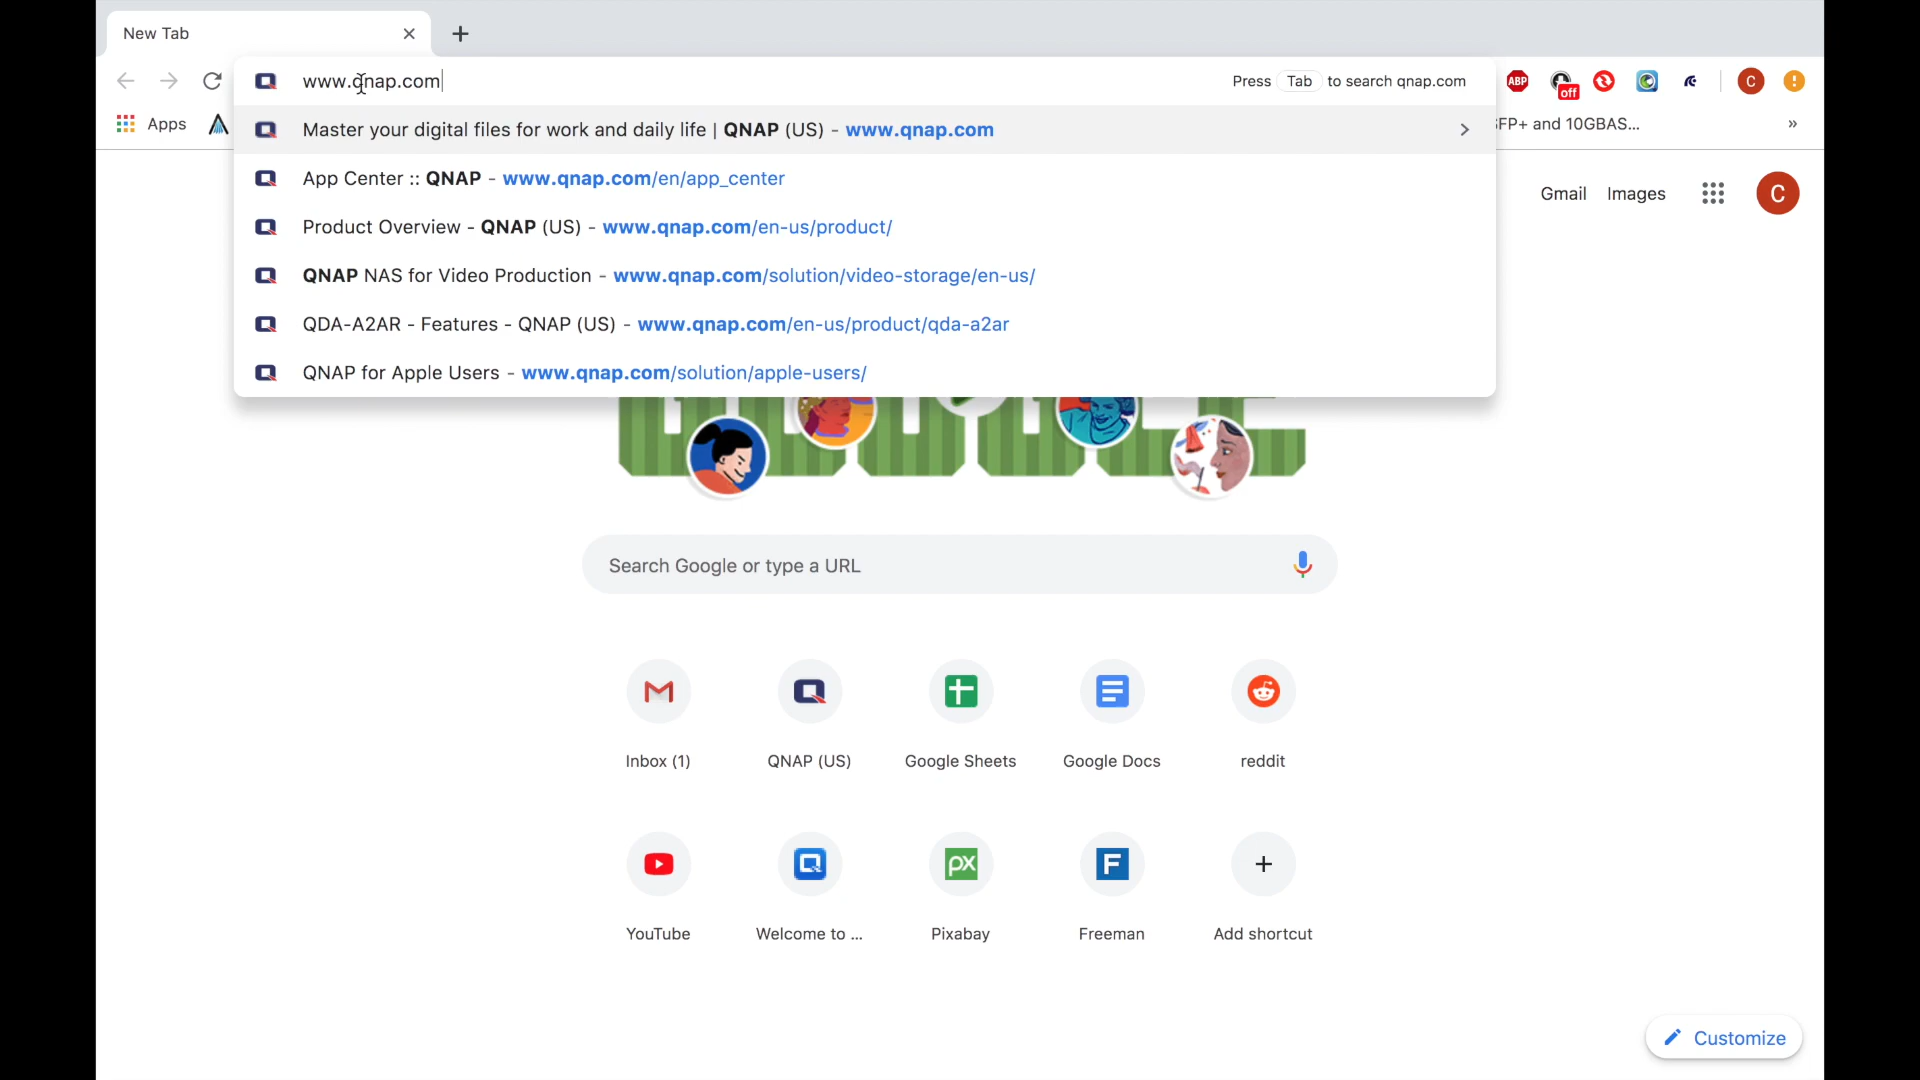 New Tab
www.qnap.com
Press Tab to search qnap.com
ABP
off
C
Apps
FP+ and 10GBAS...
»
Master your digital files for work and daily life | QNAP (US) - www.qnap.com
App Center :: QNAP - www.qnap.com/en/app_center
Product Overview - QNAP (US) - www.qnap.com/en-us/product/
QNAP NAS for Video Production - www.qnap.com/solution/video-storage/en-us/
QDA-A2AR - Features - QNAP (US) - www.qnap.com/en-us/product/qda-a2ar
QNAP for Apple Users - www.qnap.com/solution/apple-users/
Gmail Images
C
Search Google or type a URL
Inbox (1)
QNAP (US)
Google Sheets
Google Docs
reddit
px
F
YouTube
Welcome to ...
Pixabay
Freeman
Add shortcut
Customize